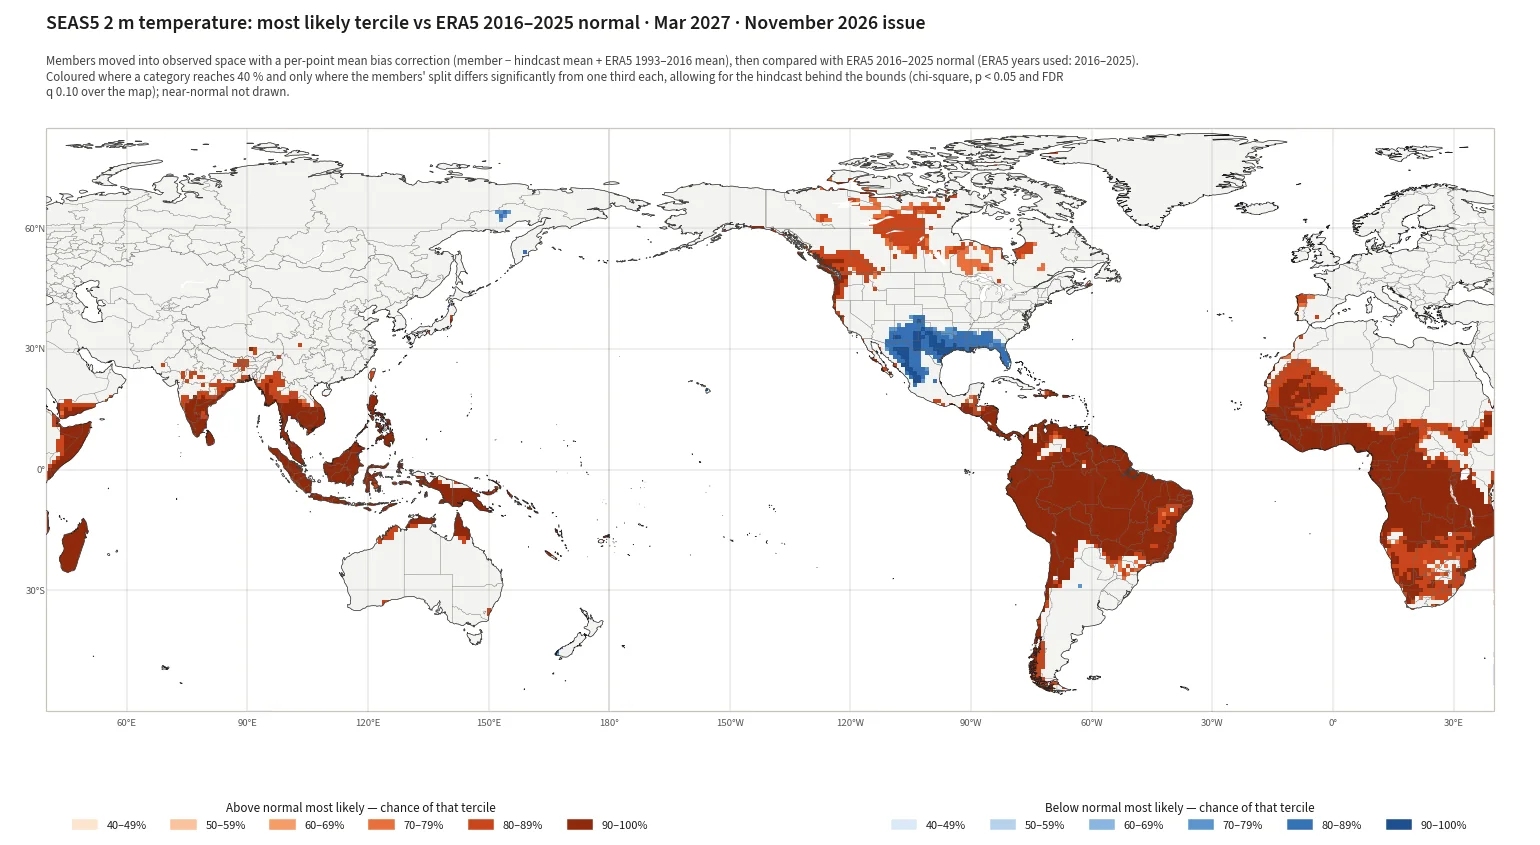 SEAS5 2 m temperature: most likely tercile vs ERA5 2016–2025 normal · Mar 2027 · November 2026 issue
Members moved into observed space with a per-point mean bias correction (member − hindcast mean + ERA5 1993–2016 mean), then compared with ERA5 2016–2025 normal (ERA5 years used: 2016–2025).
Coloured where a category reaches 40 % and only where the members' split differs significantly from one third each, allowing for the hindcast behind the bounds (chi-square, p < 0.05 and FDR
q 0.10 over the map); near-normal not drawn.
60°N
30°N
0°
30°S
60°E 90°E 120°E 150°E 180° 150°W 120°W 90°W 60°W 30°W 0° 30°E
Above normal most likely — chance of that tercile
40–49% 50–59% 60–69% 70–79% 80–89% 90–100%
Below normal most likely — chance of that tercile
40–49% 50–59% 60–69% 70–79% 80–89% 90–100%